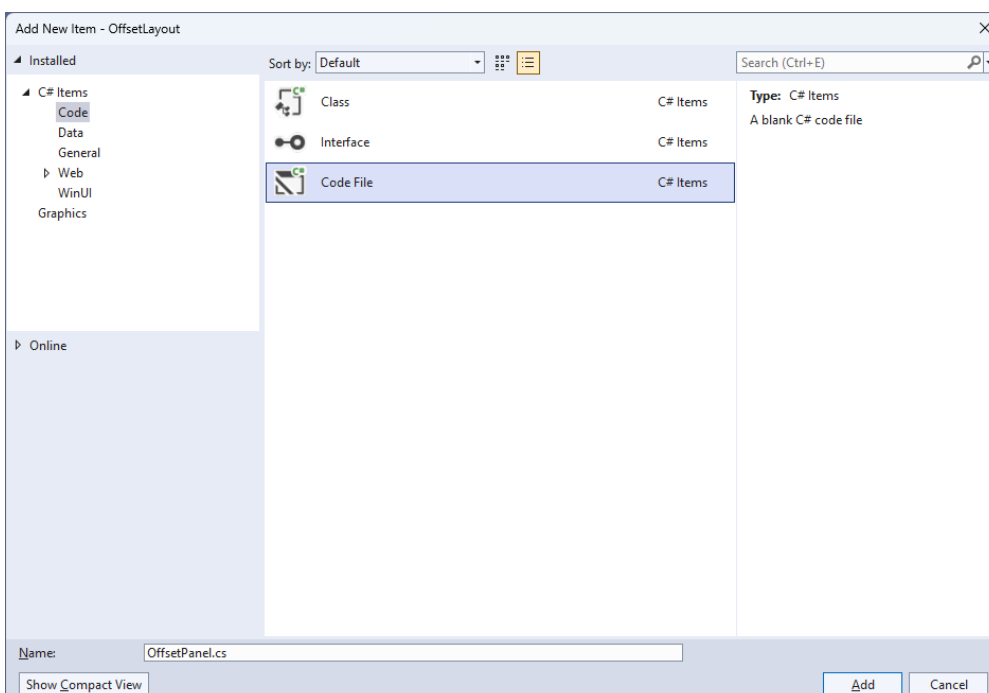 Add New Item - OffsetLayout
Installed
Sort by: Default
Search (Ctrl+E)
C# Items
Code
Data
General
Web
WinUI
Graphics
Online
Class C# Items
Interface C# Items
Code File C# Items
Type: C# Items
A blank C# code file
Name: OffsetPanel.cs
Show Compact View
Add
Cancel